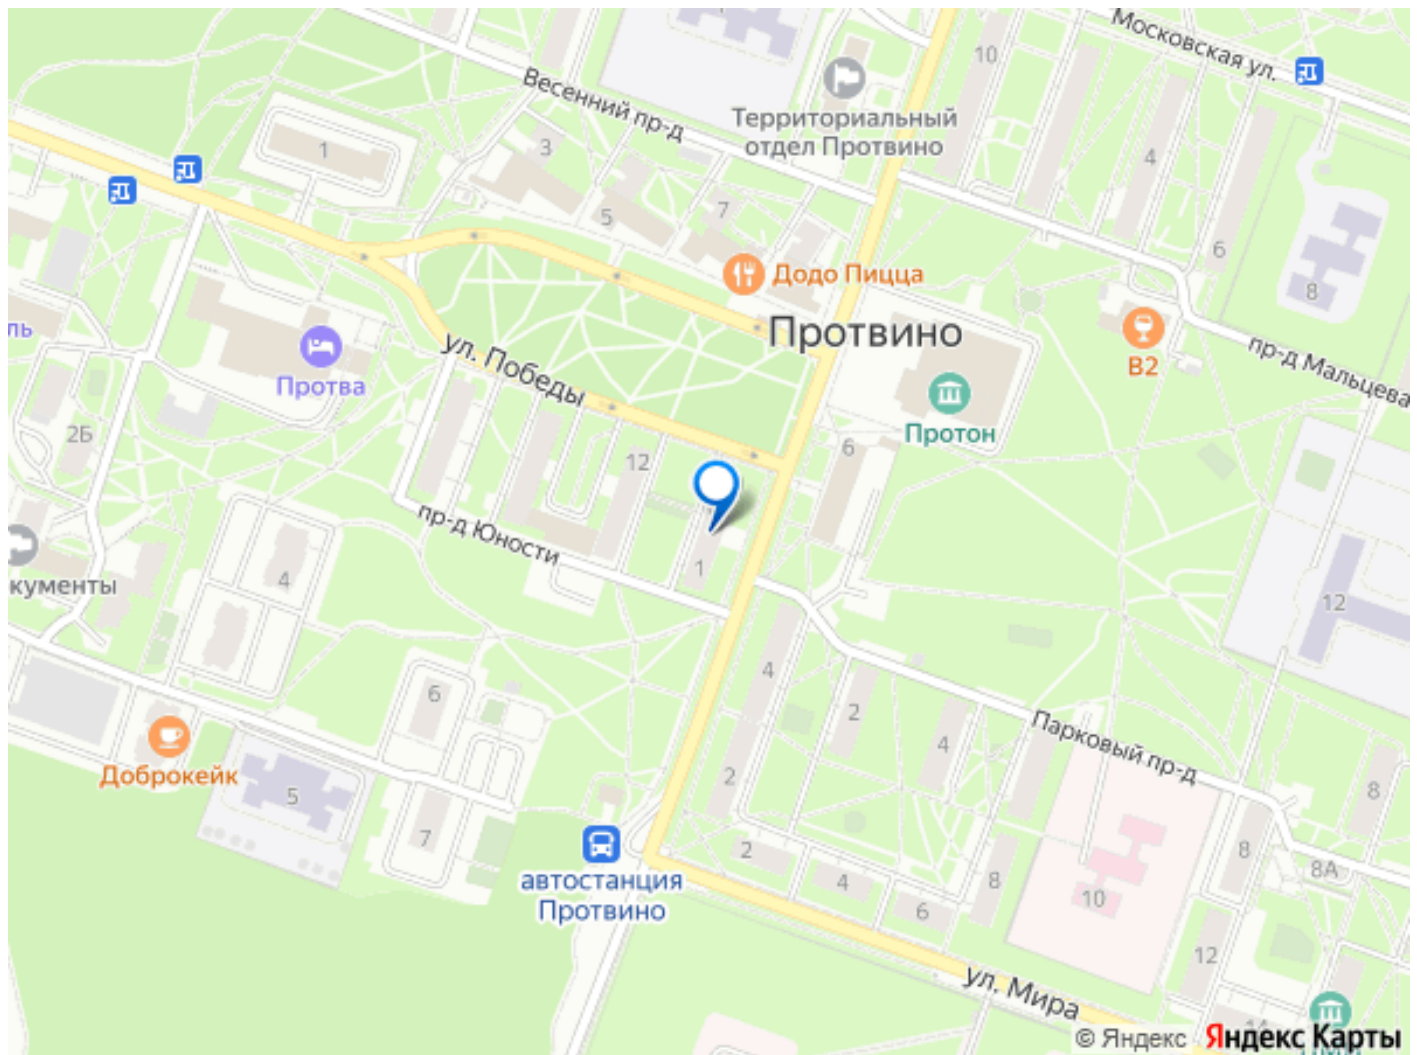 Московская ул.
10
Весенний пр-д
Территориальный
отдел Протвино
1
3
4
5
7
6
8
Додо Пицца
Протвино
ль
ул. Победы
Протва
B2
пр-д Мальцева
Протон
2Б
12
6
пр-д Юности
1
4
кументы
12
4
6
2
4
Парковый пр-д
Доброкейк
5
7
2
8
автостанция
Протвино
2
4
6
8
10
8
8А
12
ул. Мира
© Яндекс
Яндекс Карты